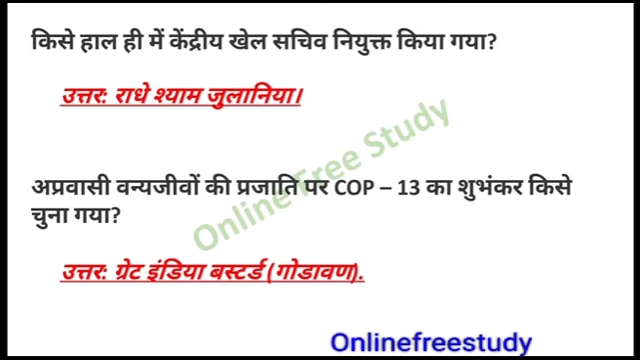 किसे हाल ही में केंद्रीय खेल सचिव नियुक्त किया गया?
उत्तर: राधे श्याम जुलानिया।
अप्रवासी वन्यजीवों की प्रजाति पर COP – 13 का शुभंकर किसे
चुना गया?
उत्तर: ग्रेट इंडिया बस्टर्ड (गोडावण).
Online Free Study
Onlinefreestudy